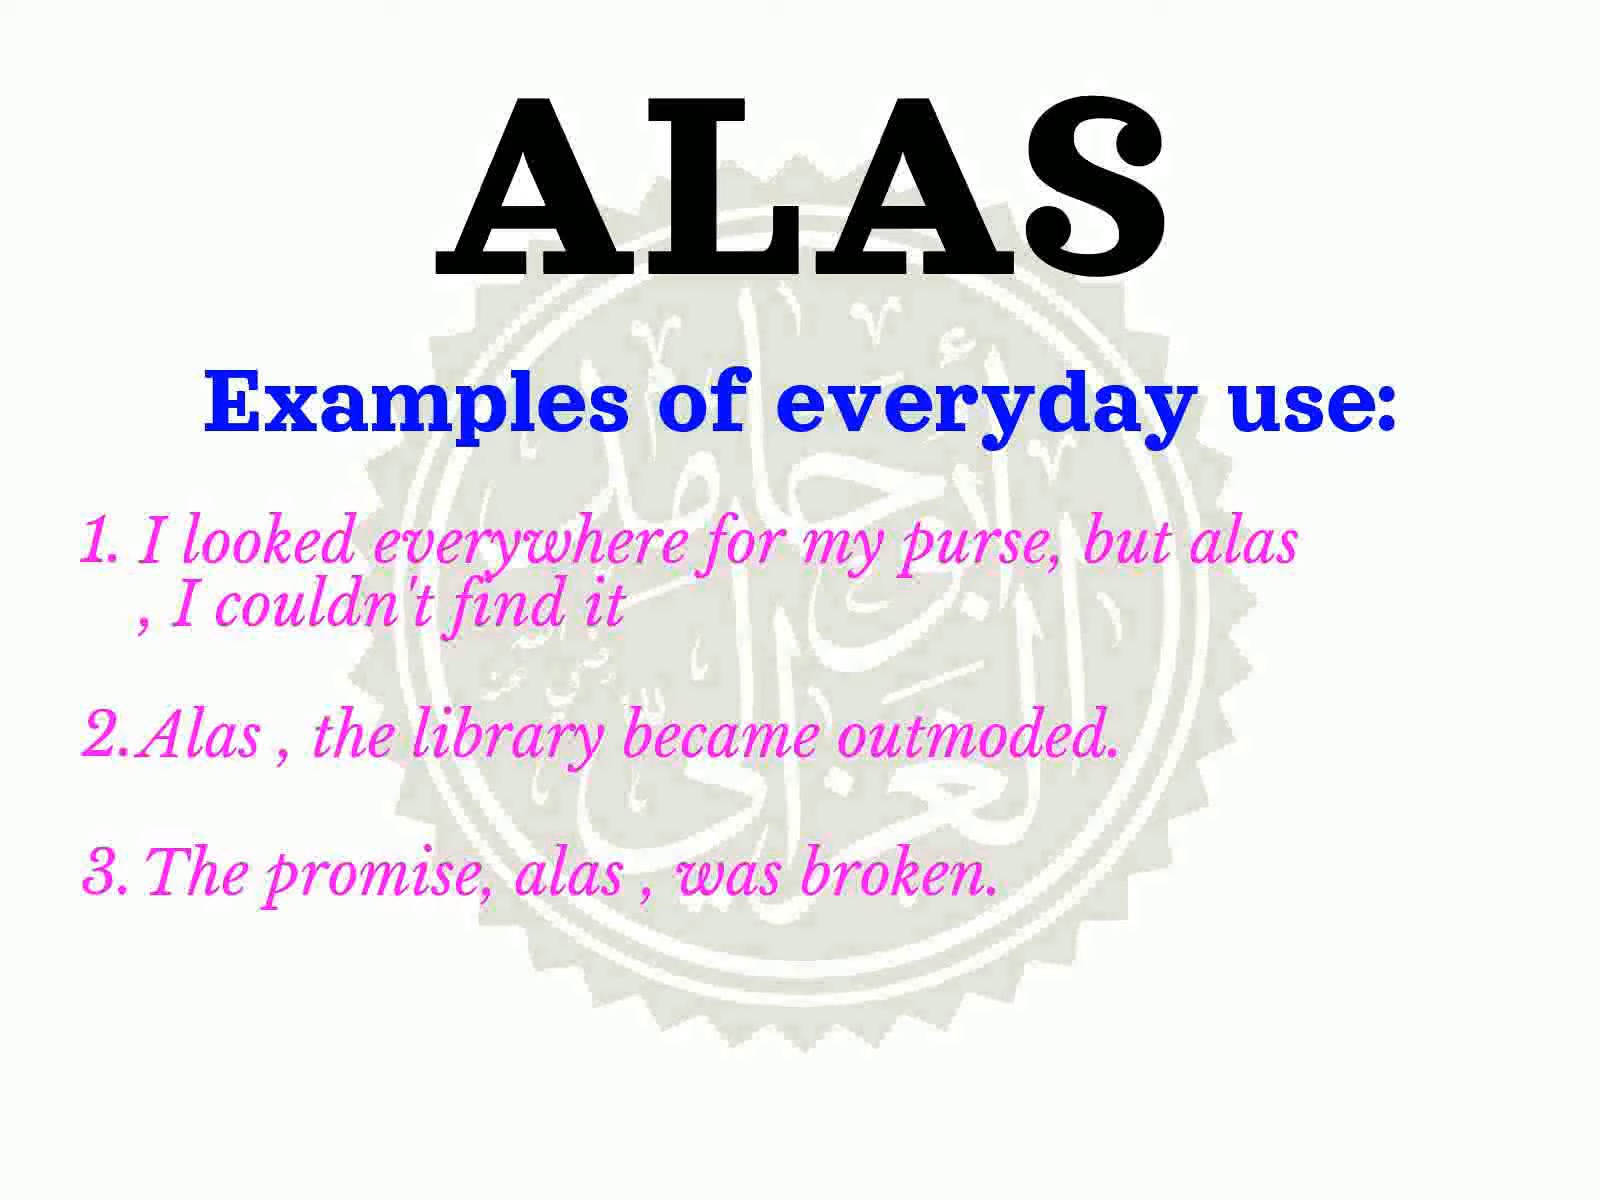 ALAS
Examples of everyday use:
1. I looked everywhere for my purse, but alas
, I couldn't find it
2. Alas , the library became outmoded.
3. The promise, alas , was broken.